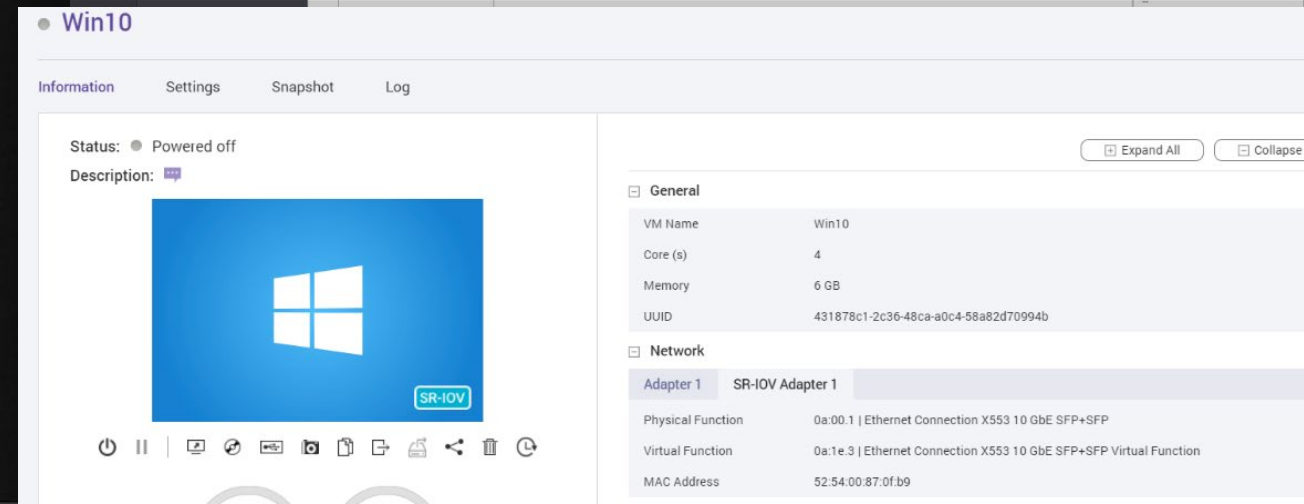 Win10
Information Settings Snapshot Log
Status: Powered off
Description:
SR-IOV
Expand All Collapse
General
VM Name Win10
Core (s) 4
Memory 6 GB
UUID 431878c1-2c36-48ca-a0c4-58a82d70994b
Network
Adapter 1 SR-IOV Adapter 1
Physical Function 0a:00.1 | Ethernet Connection X553 10 GbE SFP+SFP
Virtual Function 0a:1e.3 | Ethernet Connection X553 10 GbE SFP+SFP Virtual Function
MAC Address 52:54:00:87:0f:b9